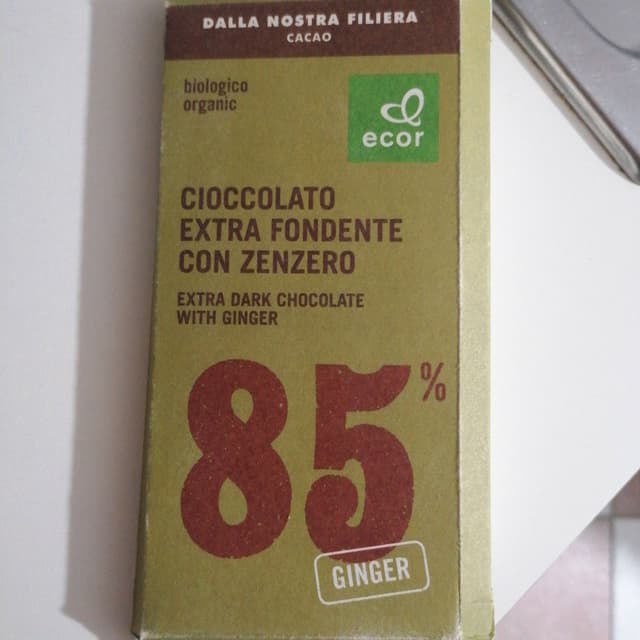 DALLA NOSTRA FILIERA
CACAO
biologico
organic
ecor
CIOCCOLATO
EXTRA FONDENTE
CON ZENZERO
EXTRA DARK CHOCOLATE
WITH GINGER
85%
GINGER